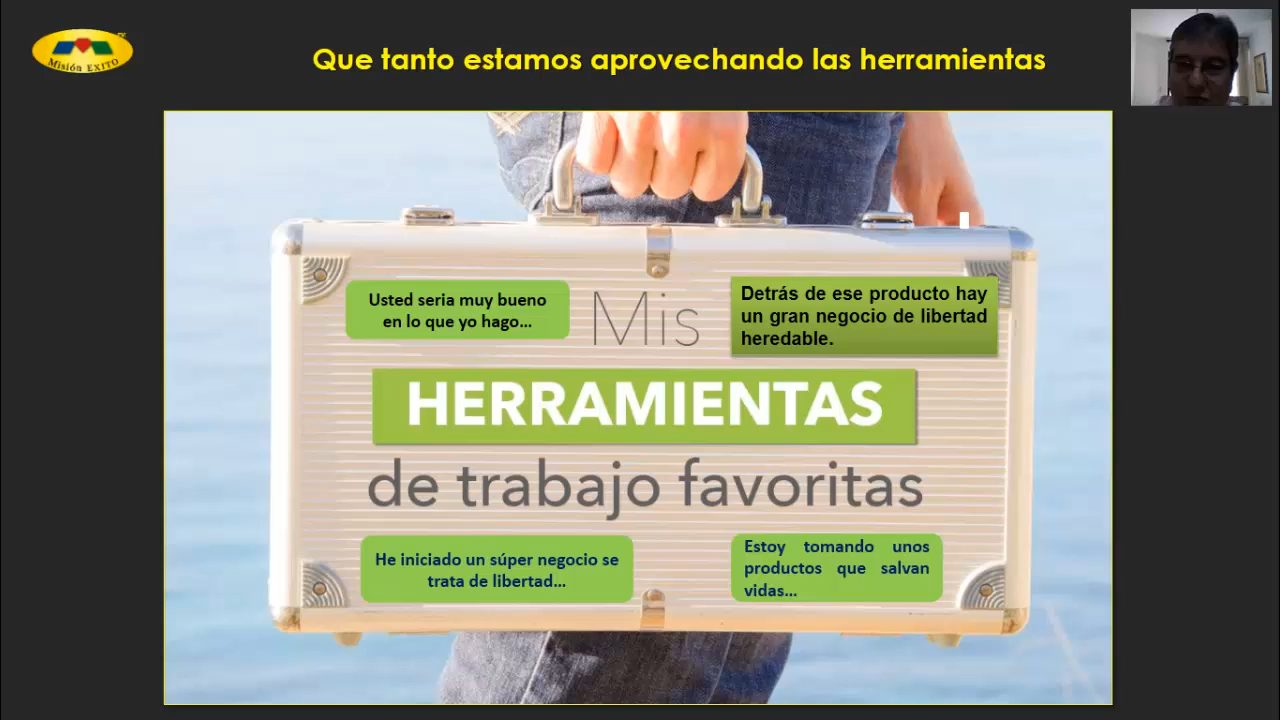 Misión EXITO
Que tanto estamos aprovechando las herramientas
Usted seria muy bueno
en lo que yo hago...
Mis
Detrás de ese producto hay
un gran negocio de libertad
heredable.
HERRAMIENTAS
de trabajo favoritas
He iniciado un súper negocio se
trata de libertad...
Estoy tomando unos
productos que salvan
vidas...